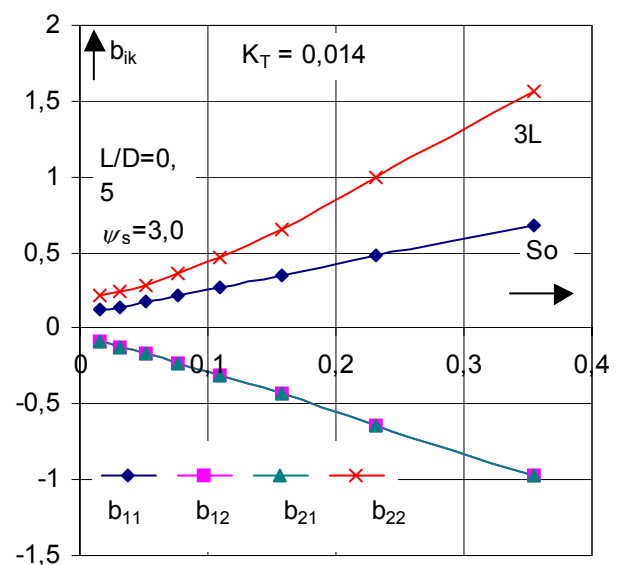 2
b_ik
K_T = 0,014
1,5
3L
L/D=0,
5
1
ψ_s=3,0
0,5
So
0
0
0,1
0,2
0,3
0,4
-0,5
-1
b_11
b_12
b_21
b_22
-1,5